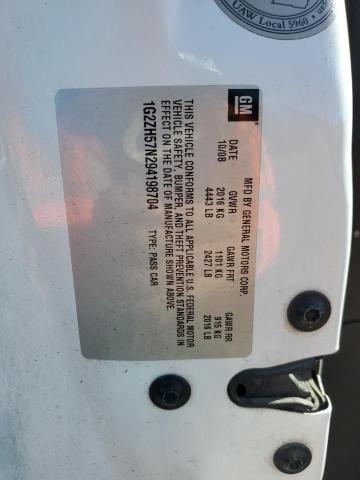 UAW Local 5960
GM
MFD BY GENERAL MOTORS CORP.
DATE GVWR GAWR FRT GAWR RR
10/08 2016 KG 1101 KG 915 KG
4443 LB 2427 LB 2016 LB
THIS VEHICLE CONFORMS TO ALL APPLICABLE U.S. FEDERAL MOTOR
VEHICLE SAFETY, BUMPER, AND THEFT PREVENTION STANDARDS IN
EFFECT ON THE DATE OF MANUFACTURE SHOWN ABOVE.
1G2ZH57N294198704 TYPE: PASS CAR